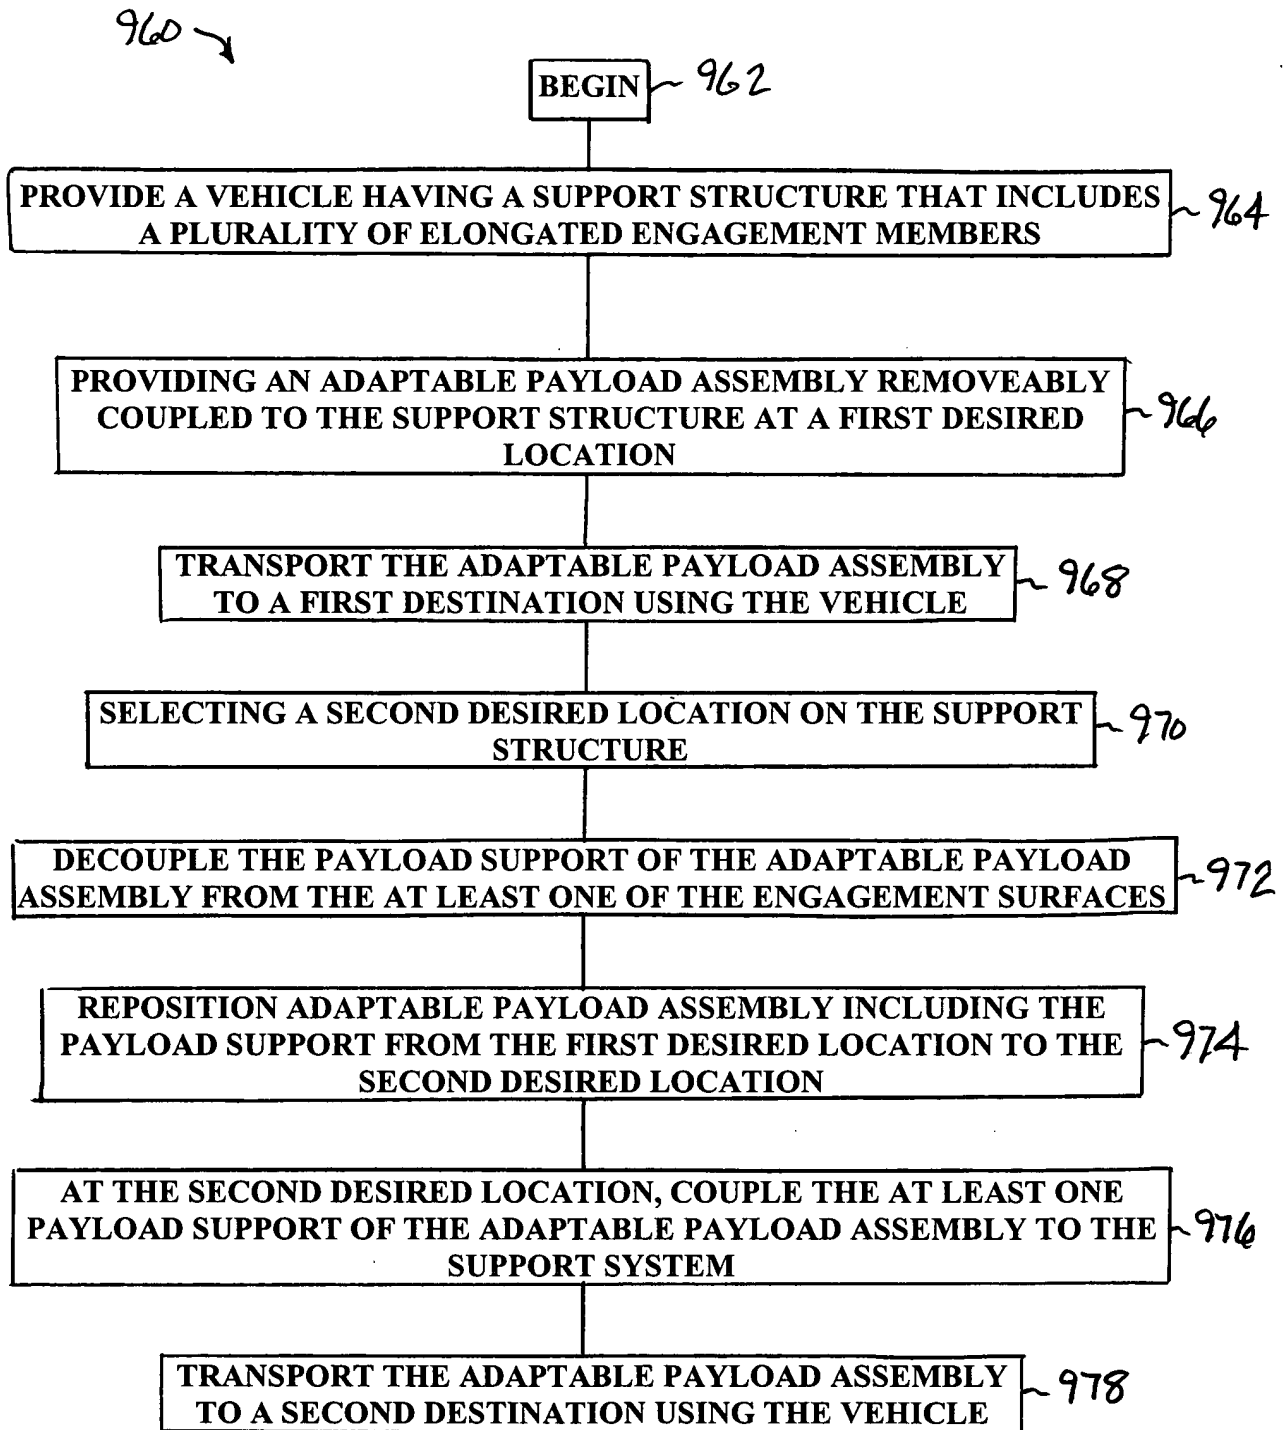 960
BEGIN 962
PROVIDE A VEHICLE HAVING A SUPPORT STRUCTURE THAT INCLUDES
A PLURALITY OF ELONGATED ENGAGEMENT MEMBERS
964
PROVIDING AN ADAPTABLE PAYLOAD ASSEMBLY REMOVEABLY
COUPLED TO THE SUPPORT STRUCTURE AT A FIRST DESIRED
LOCATION
966
TRANSPORT THE ADAPTABLE PAYLOAD ASSEMBLY
TO A FIRST DESTINATION USING THE VEHICLE
968
SELECTING A SECOND DESIRED LOCATION ON THE SUPPORT
STRUCTURE
970
DECOUPLE THE PAYLOAD SUPPORT OF THE ADAPTABLE PAYLOAD
ASSEMBLY FROM THE AT LEAST ONE OF THE ENGAGEMENT SURFACES
972
REPOSITION ADAPTABLE PAYLOAD ASSEMBLY INCLUDING THE
PAYLOAD SUPPORT FROM THE FIRST DESIRED LOCATION TO THE
SECOND DESIRED LOCATION
974
AT THE SECOND DESIRED LOCATION, COUPLE THE AT LEAST ONE
PAYLOAD SUPPORT OF THE ADAPTABLE PAYLOAD ASSEMBLY TO THE
SUPPORT SYSTEM
976
TRANSPORT THE ADAPTABLE PAYLOAD ASSEMBLY
TO A SECOND DESTINATION USING THE VEHICLE
978